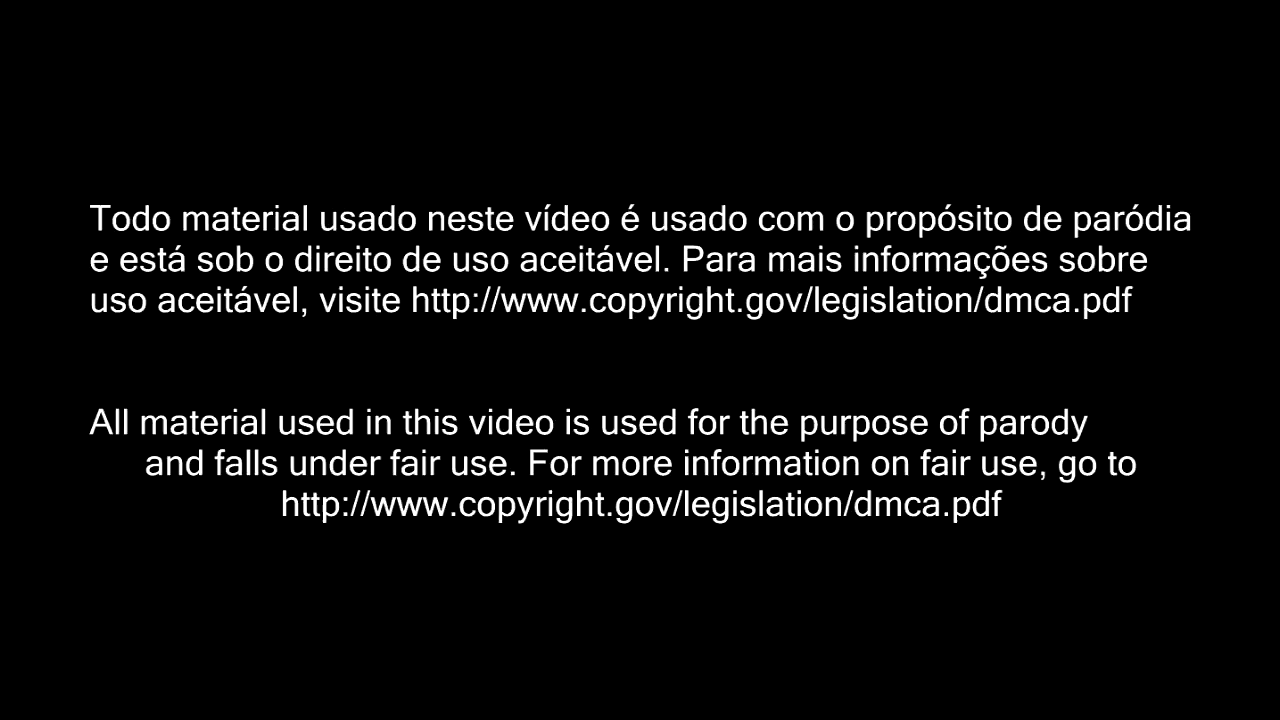 Todo material usado neste vídeo é usado com o propósito de paródia
e está sob o direito de uso aceitável. Para mais informações sobre
uso aceitável, visite http://www.copyright.gov/legislation/dmca.pdf
All material used in this video is used for the purpose of parody
and falls under fair use. For more information on fair use, go to
http://www.copyright.gov/legislation/dmca.pdf